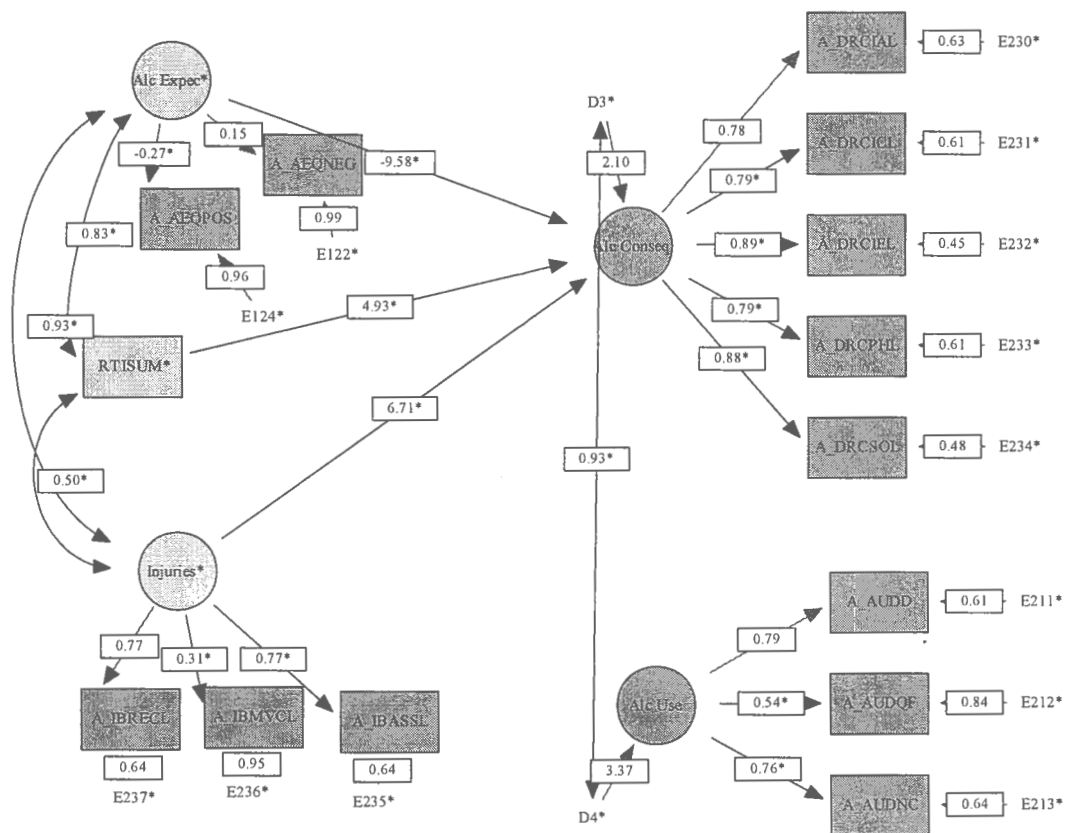 Alc Expec*
0.15
-0.27*
A_AEQNEG
-9.58*
A_AEQPOS
0.99
E122*
0.83*
0.96
E124*
0.93*
RTISUM*
4.93*
6.71*
0.50*
Injuries*
0.77
0.31*
0.77*
A_IBRECL
A_IBMVCL
A_IBASSL
0.64
0.95
0.64
E237*
E236*
E235*
D3*
2.10
Alc Conseq
0.93*
0.78
0.79*
0.89*
0.79*
0.88*
A_DRCIAL
0.63
E230*
A_DRCICL
0.61
E231*
A_DRCIEL
0.45
E232*
A_DRCPHL
0.61
E233*
A_DRCSOL
0.48
E234*
Alc Use
3.37
D4*
0.79
0.54*
0.76*
A_AUDD
0.61
E211*
A_AUDQF
0.84
E212*
A_AUDNC
0.64
E213*